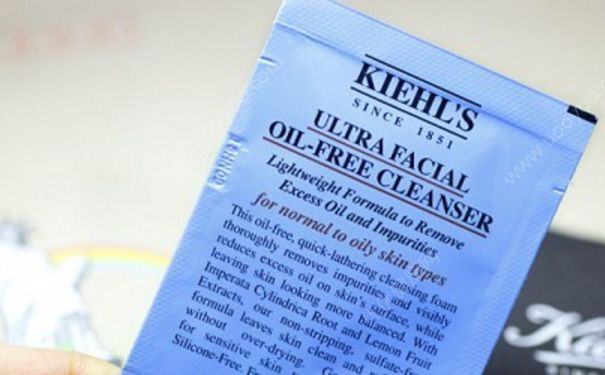 KIEHL'S
SINCE 1851
ULTRA FACIAL
OIL-FREE CLEANSER
Lightweight Formula to Remove
Excess Oil and Impurities
for normal to oily skin types
This oil-free, quick-lathering cleansing foam
thoroughly removes impurities and visibly
reduces excess oil on skin's surface, while
leaving skin looking more balanced. With
Imperata Cylindrica Root and Lemon Fruit
Extracts, our non-stripping, sulfate-
formula leaves skin clean and
without over-drying.
for sensitive skin
Silicone-Free,